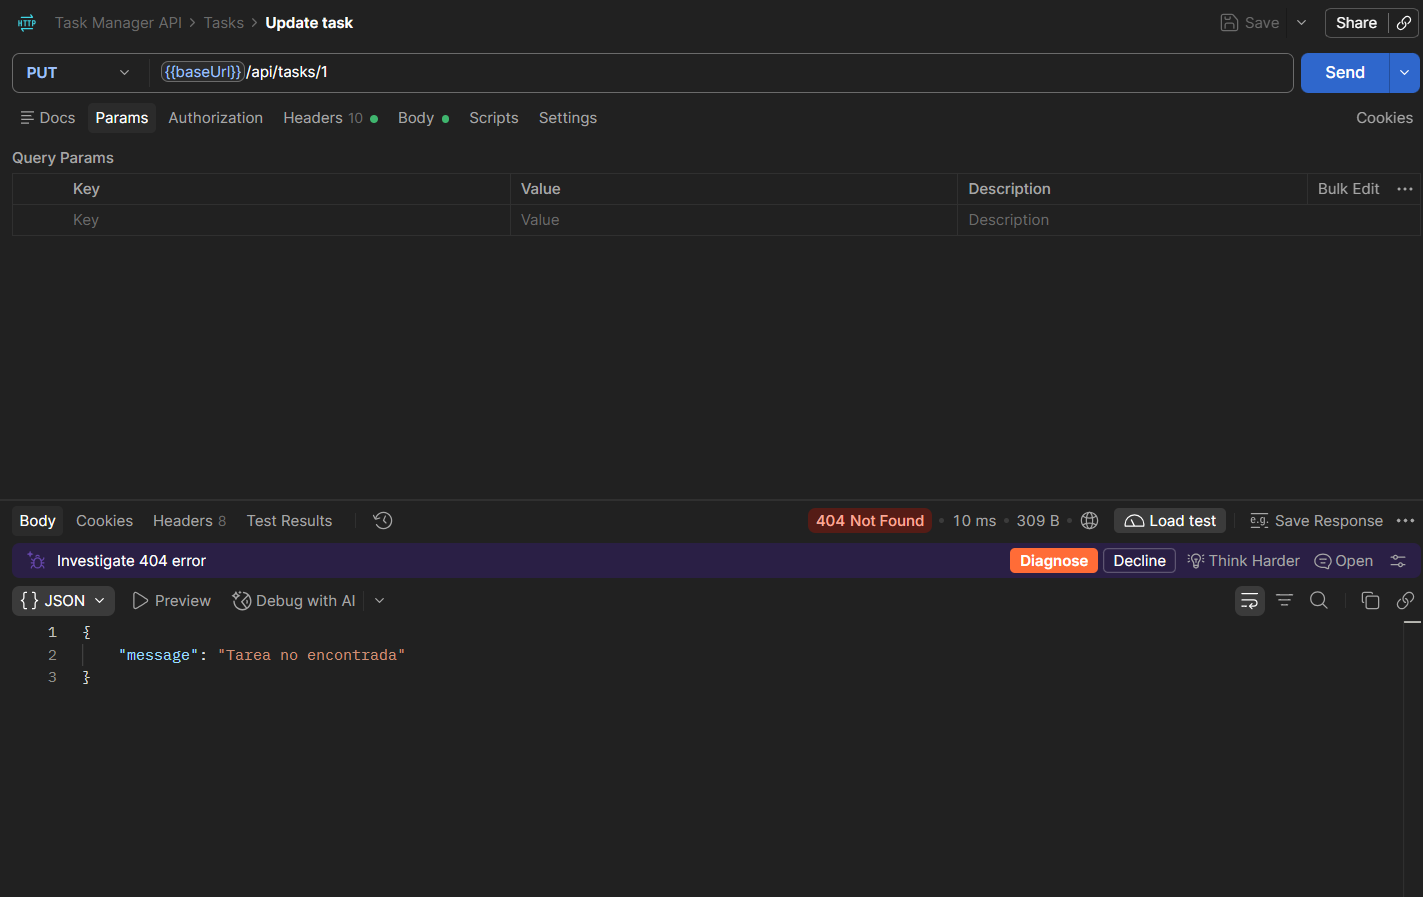 HTTP Task Manager API > Tasks > Update task Save Share
PUT {{baseUrl}}/api/tasks/1 Send
Docs Params Authorization Headers 10 Body Scripts Settings Cookies
Query Params
Key Value Description Bulk Edit
Key Value Description
Body Cookies Headers 8 Test Results 404 Not Found • 10 ms • 309 B • Load test e.g. Save Response
Investigate 404 error Diagnose Decline Think Harder Open
{} JSON Preview Debug with AI
1 {
2 "message": "Tarea no encontrada"
3 }